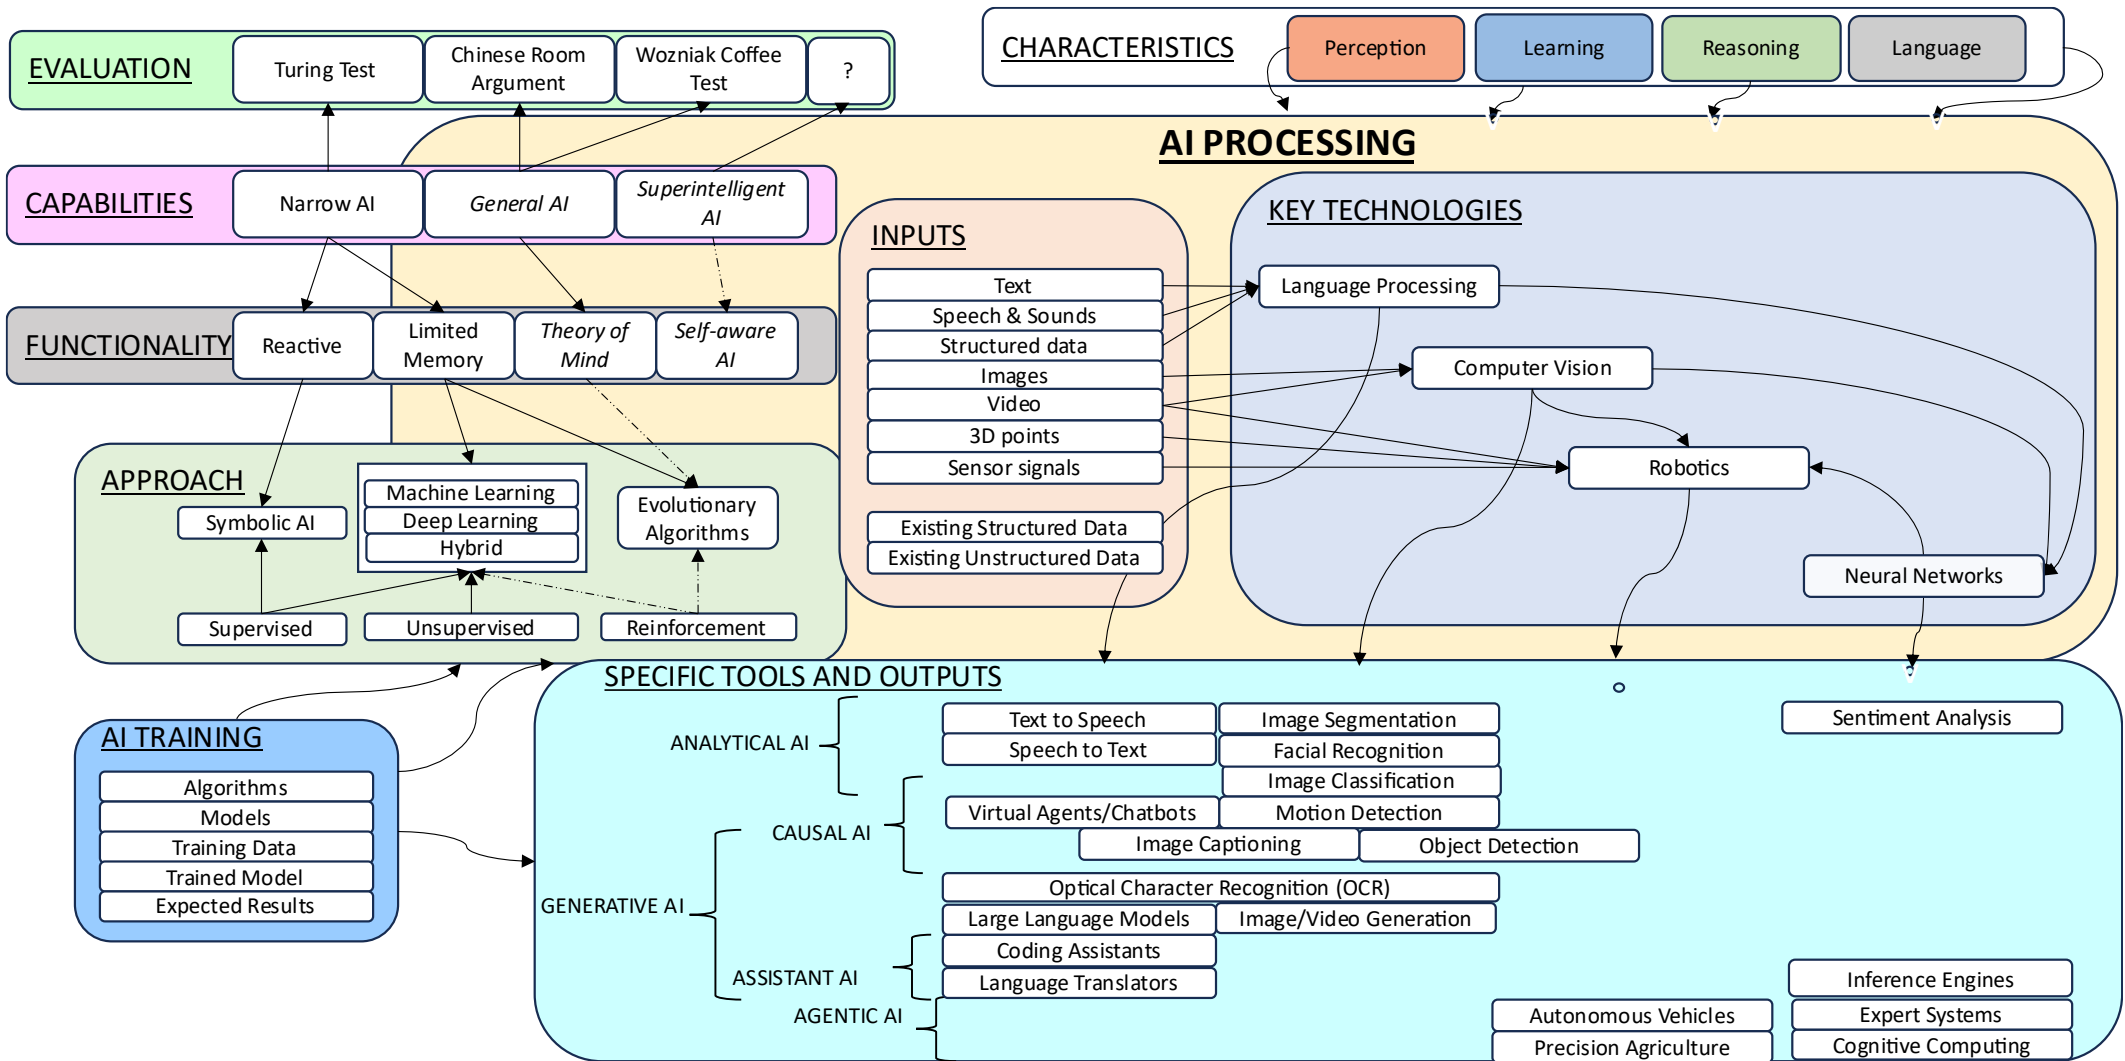 EVALUATION
Turing Test
Chinese Room
Argument
Wozniak Coffee
Test
?
CHARACTERISTICS
Perception
Learning
Reasoning
Language
AI PROCESSING
CAPABILITIES
Narrow AI
General AI
Superintelligent
AI
FUNCTIONALITY
Reactive
Limited
Memory
Theory of
Mind
Self-aware
AI
INPUTS
Text
Speech & Sounds
Structured data
Images
Video
3D points
Sensor signals
Existing Structured Data
Existing Unstructured Data
KEY TECHNOLOGIES
Language Processing
Computer Vision
Robotics
Neural Networks
APPROACH
Symbolic AI
Machine Learning
Deep Learning
Hybrid
Evolutionary
Algorithms
Supervised
Unsupervised
Reinforcement
AI TRAINING
Algorithms
Models
Training Data
Trained Model
Expected Results
SPECIFIC TOOLS AND OUTPUTS
ANALYTICAL AI
CAUSAL AI
GENERATIVE AI
ASSISTANT AI
AGENTIC AI
Text to Speech
Image Segmentation
Sentiment Analysis
Speech to Text
Facial Recognition
Image Classification
Virtual Agents/Chatbots
Motion Detection
Image Captioning
Object Detection
Optical Character Recognition (OCR)
Large Language Models
Image/Video Generation
Coding Assistants
Language Translators
Inference Engines
Autonomous Vehicles
Expert Systems
Precision Agriculture
Cognitive Computing